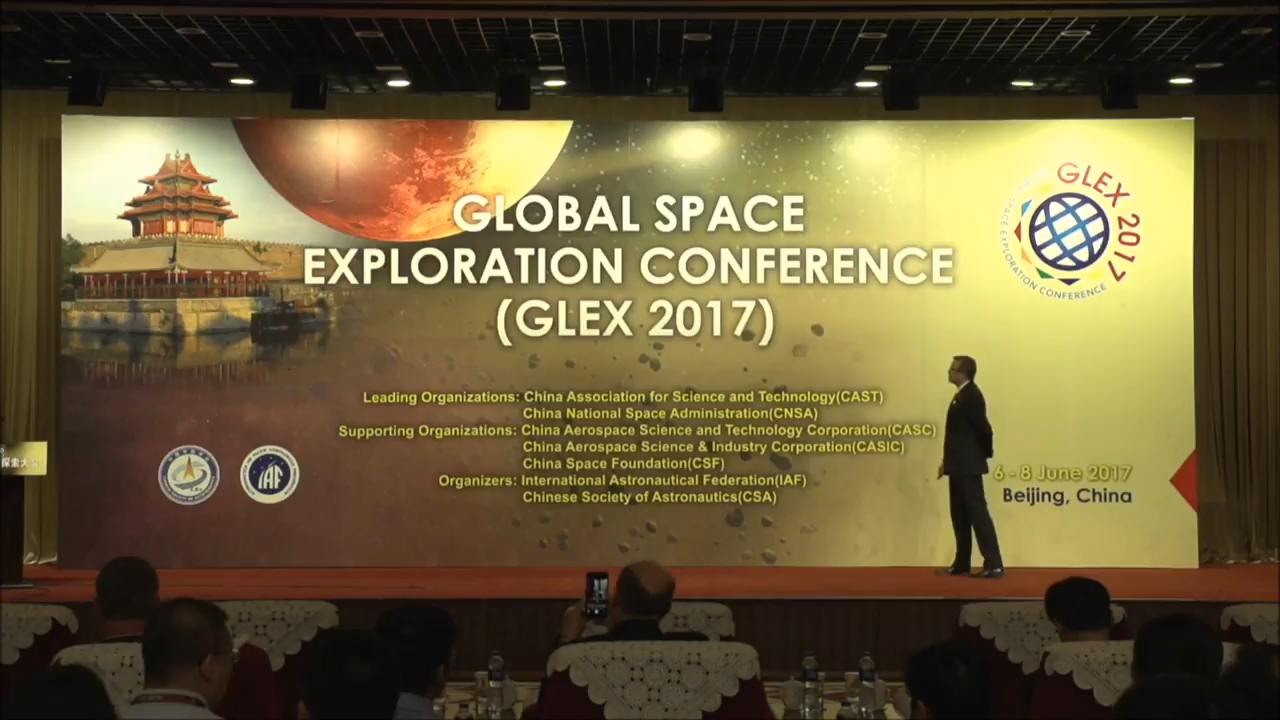 GLOBAL SPACE
EXPLORATION CONFERENCE
(GLEX 2017)
GLEX 2017
SPACE EXPLORATION CONFERENCE
Leading Organizations: China Association for Science and Technology(CAST)
China National Space Administration(CNSA)
Supporting Organizations: China Aerospace Science and Technology Corporation(CASC)
China Aerospace Science & Industry Corporation(CASIC)
China Space Foundation(CSF)
Organizers: International Astronautical Federation(IAF)
Chinese Society of Astronautics(CSA)
6 - 8 June 2017
Beijing, China
IAF
探索大